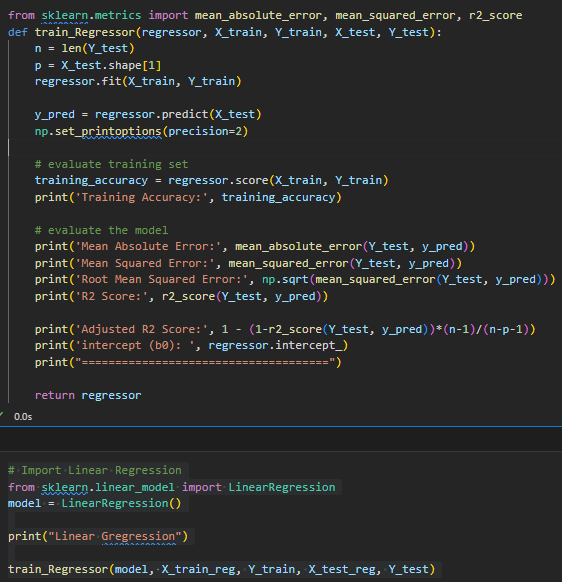 from sklearn.metrics import mean_absolute_error, mean_squared_error, r2_score
def train_Regressor(regressor, X_train, Y_train, X_test, Y_test):
    n = len(Y_test)
    p = X_test.shape[1]
    regressor.fit(X_train, Y_train)
    y_pred = regressor.predict(X_test)
    np.set_printoptions(precision=2)
    # evaluate training set
    training_accuracy = regressor.score(X_train, Y_train)
    print('Training Accuracy:', training_accuracy)
    # evaluate the model
    print('Mean Absolute Error:', mean_absolute_error(Y_test, y_pred))
    print('Mean Squared Error:', mean_squared_error(Y_test, y_pred))
    print('Root Mean Squared Error:', np.sqrt(mean_squared_error(Y_test, y_pred)))
    print('R2 Score:', r2_score(Y_test, y_pred))
    print('Adjusted R2 Score:', 1 - (1-r2_score(Y_test, y_pred))*(n-1)/(n-p-1))
    print('intercept (b0): ', regressor.intercept_)
    print("=====================================")
    return regressor
0.0s
# Import Linear Regression
from sklearn.linear_model import LinearRegression
model = LinearRegression()
print("Linear Gregression")
train_Regressor(model, X_train_reg, Y_train, X_test_reg, Y_test)